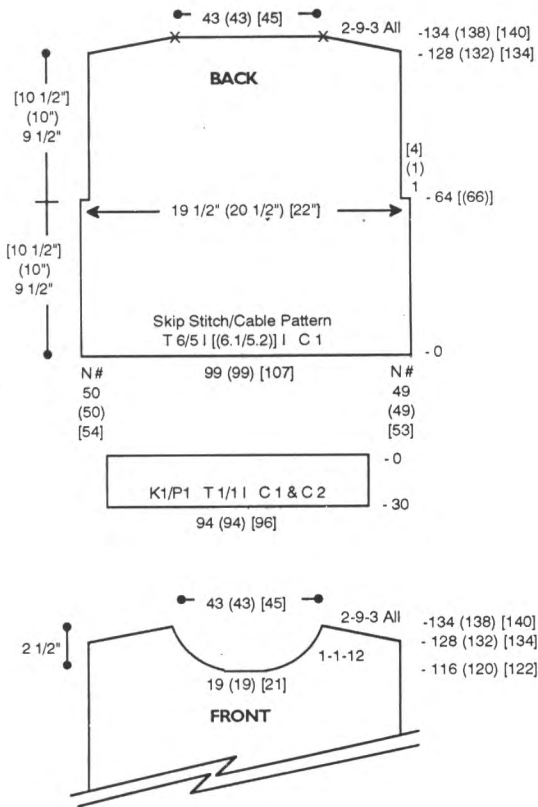 43 (43) [45]
2-9-3 All
-134 (138) [140]
- 128 (132) [134]
BACK
[10 1/2"]
(10")
9 1/2"
[4]
(1)
1
- 64 [(66)]
19 1/2" (20 1/2") [22"]
[10 1/2"]
(10")
9 1/2"
Skip Stitch/Cable Pattern
T 6/5 I [(6.1/5.2)] I C 1
- 0
N #
50
(50)
[54]
99 (99) [107]
N #
49
(49)
[53]
- 0
K1/P1 T 1/1 I C 1 & C 2
- 30
94 (94) [96]
43 (43) [45]
2-9-3 All
-134 (138) [140]
- 128 (132) [134]
2 1/2"
1-1-12
- 116 (120) [122]
19 (19) [21]
FRONT